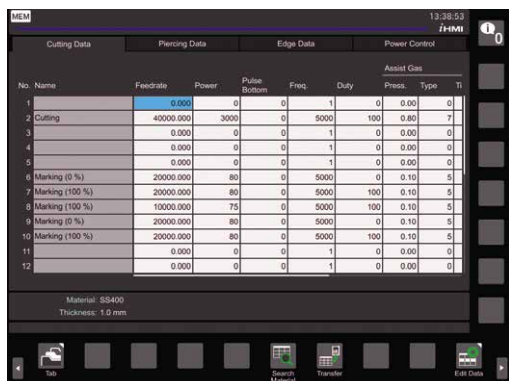 MEM 13:38:53
iHMI
0
Cutting Data Piercing Data Edge Data Power Control
Assist Gas
No. Name Feedrate Power Pulse Bottom Freq. Duty Press. Type Ti
1 0.000 0 0 1 0 0.00 0
2 Cutting 40000.000 3000 0 5000 100 0.80 7
3 0.000 0 0 1 0 0.00 0
4 0.000 0 0 1 0 0.00 0
5 0.000 0 0 1 0 0.00 0
6 Marking (0 %) 20000.000 80 0 5000 0 0.10 5
7 Marking (100 %) 20000.000 80 0 5000 100 0.10 5
8 Marking (100 %) 10000.000 75 0 5000 100 0.10 5
9 Marking (0 %) 20000.000 80 0 5000 0 0.10 5
10 Marking (100 %) 20000.000 80 0 5000 100 0.10 5
11 0.000 0 0 1 0 0.00 0
12 0.000 0 0 1 0 0.00 0
Material: SS400
Thickness: 1.0 mm
Tab Search Material Transfer Edit Data